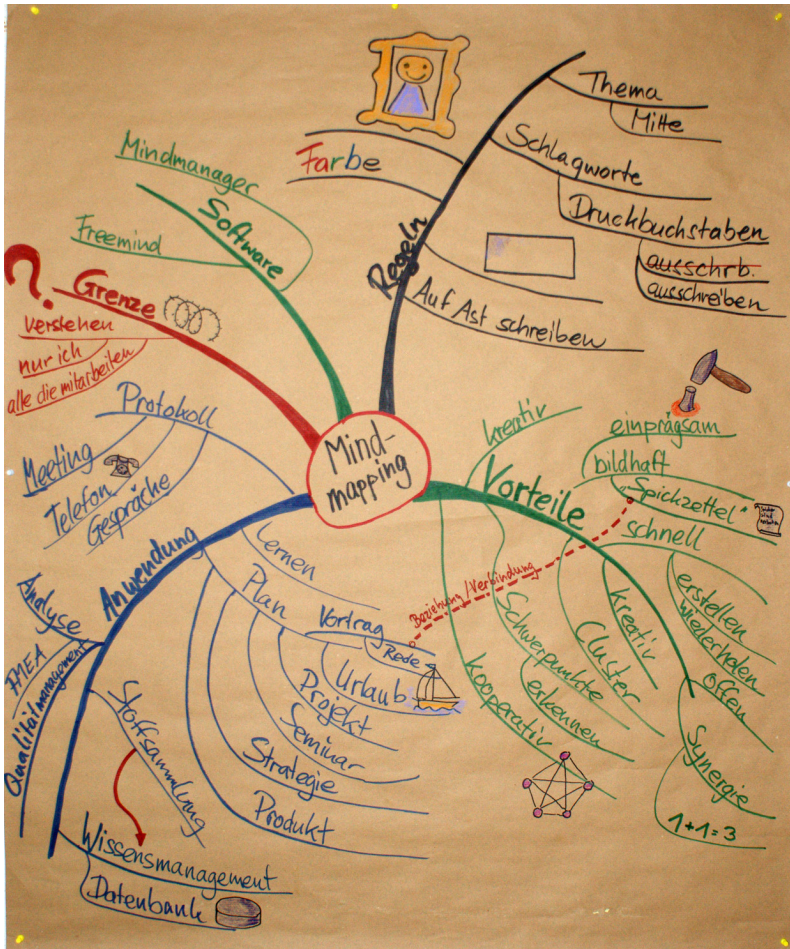 Mind-
mapping
Regeln
Thema
Mitte
Schlagworte
Druckbuchstaben
ausschrb.
ausschreiben
Farbe
Auf Ast schreiben
Vorteile
kreativ
einprägsam
bildhaft
"Spickzettel"
schnell
erstellen
wiederholen
offen
Synergie
1+1=3
kreativ
Cluster
Schwerpunkte
erkennen
kooperativ
Beziehung/Verbindung
Anwendung
Lernen
Plan
Vortrag
Rede
Urlaub
Projekt
Seminar
Strategie
Produkt
Protokoll
Meeting
Telefon
Gespräche
Analyse
FMEA
Qualitätmanagement
Stoffsammlung
Wissensmanagement
Datenbank
Grenze
?
verstehen
nur ich
alle die mitarbeiten
Software
Mindmanager
Freemind